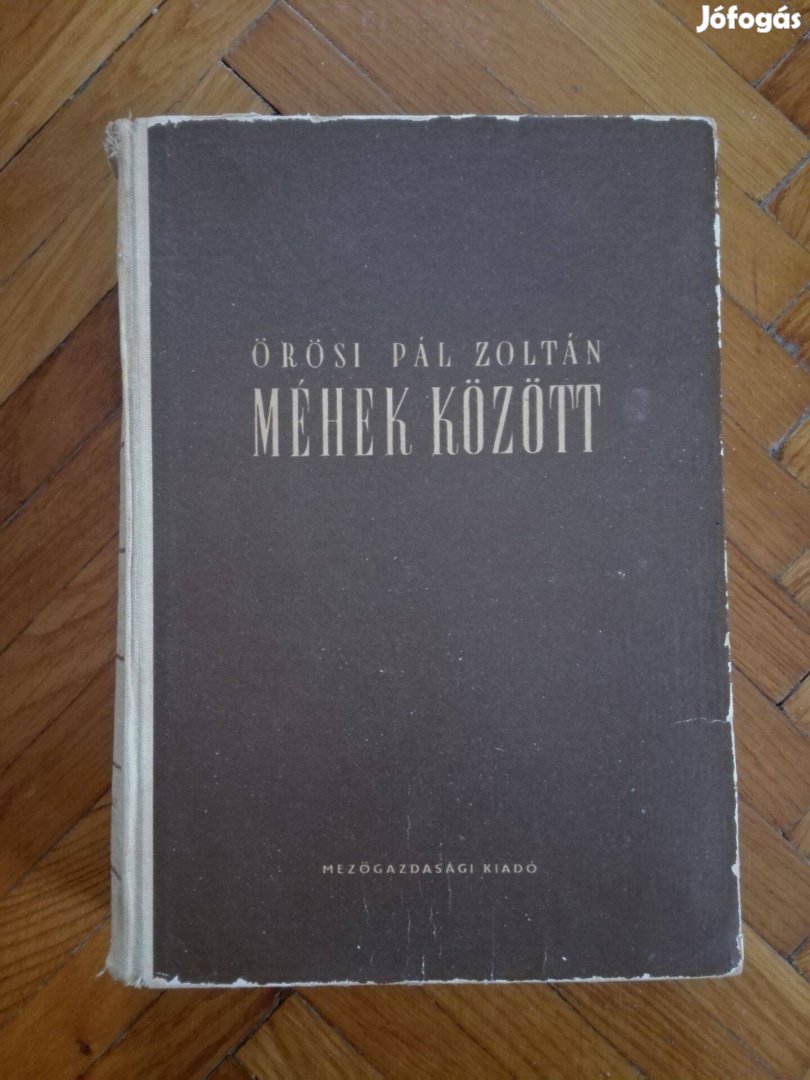 Jófogás
ÖRÖSI PÁL ZOLTÁN
MÉHEK KÖZÖTT
MEZŐGAZDASÁGI KIADÓ